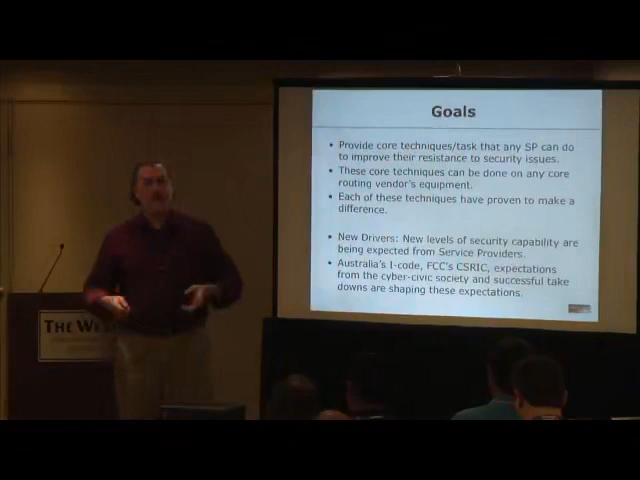 Goals
• Provide core techniques/task that any SP can do
to improve their resistance to security issues.
• These core techniques can be done on any core
routing vendor's equipment.
• Each of these techniques have proven to make a
difference.
• New Drivers: New levels of security capability are
being expected from Service Providers.
• Australia's I-code, FCC's CSRIC, expectations
from the cyber-civic society and successful take
downs are shaping these expectations.
THE